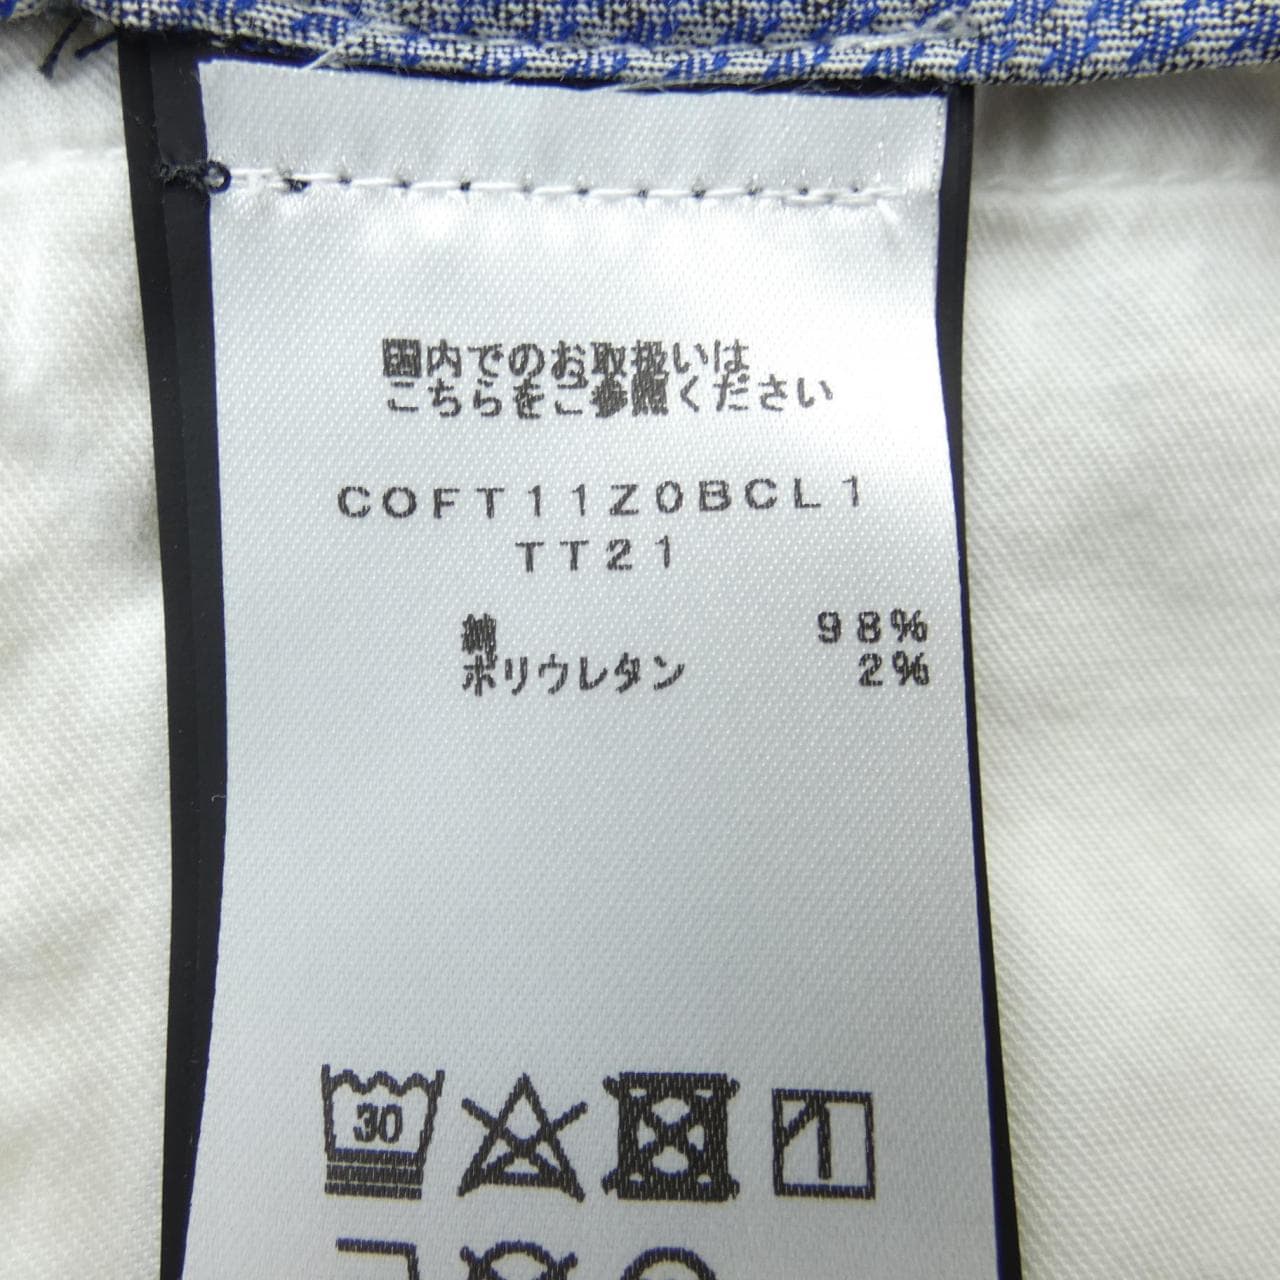 国内でのお取扱いは
こちらをご参照ください
COFT11Z0BCL1
TT21
綿 98%
ポリウレタン 2%
30